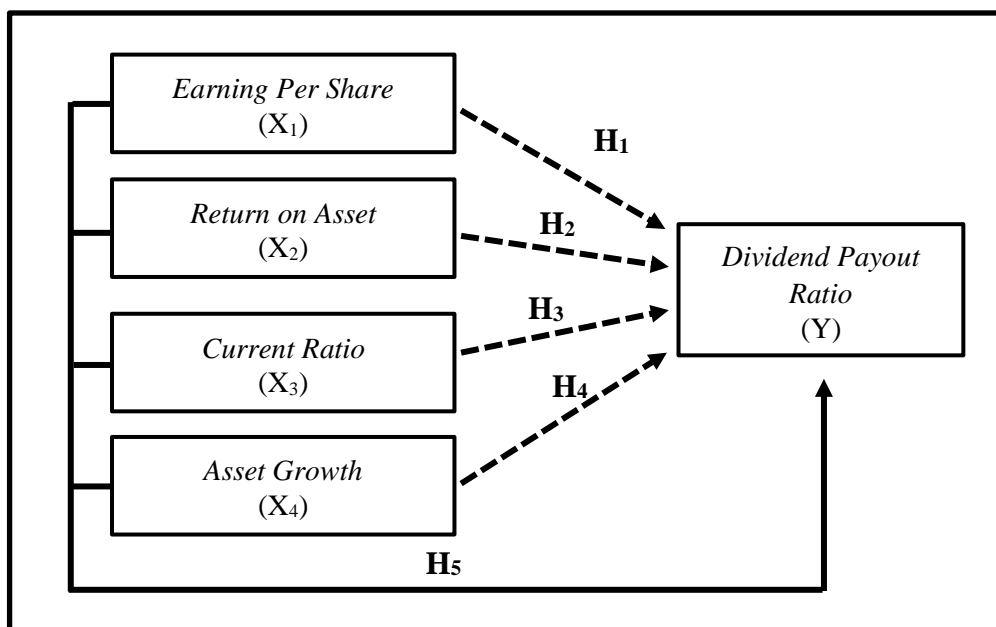 Earning Per Share
(X₁)
H₁
Return on Asset
(X₂)
H₂
Dividend Payout
Ratio
(Y)
H₃
Current Ratio
(X₃)
H₄
Asset Growth
(X₄)
H₅